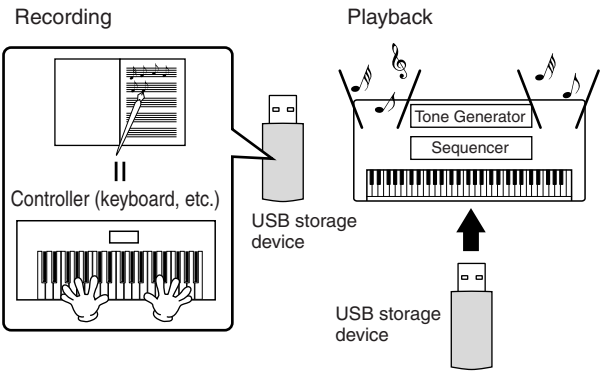 Recording
Controller (keyboard, etc.)
USB storage
device
Playback
Tone Generator
Sequencer
USB storage
device